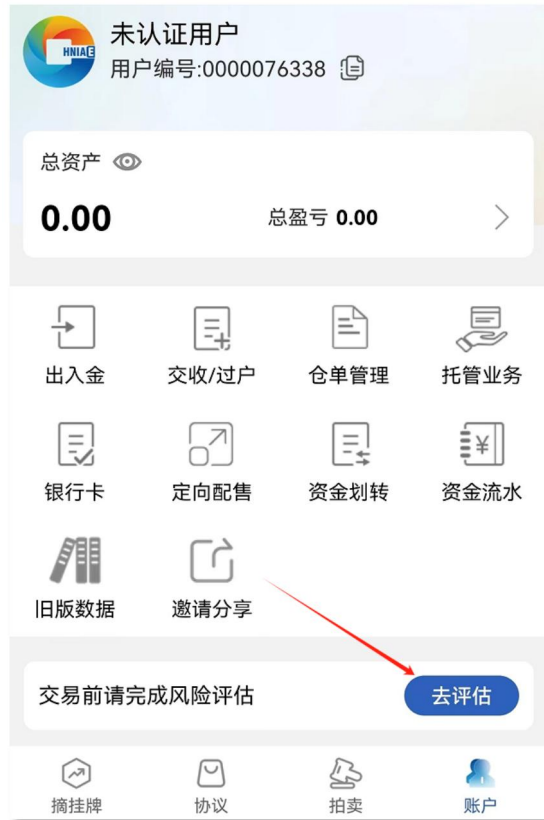 HNIAE
未认证用户
用户编号:0000076338
总资产
0.00 总盈亏 0.00
出入金 交收/过户 仓单管理 托管业务
银行卡 定向配售 资金划转 资金流水
旧版数据 邀请分享
交易前请完成风险评估 去评估
摘挂牌 协议 拍卖 账户